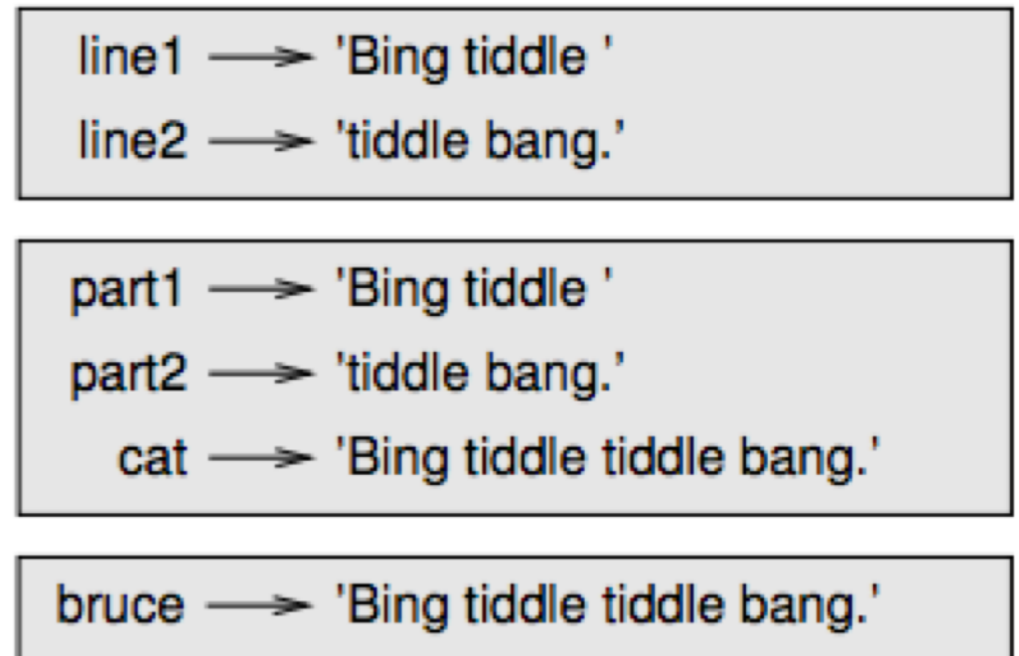 line1 → 'Bing tiddle '
line2 → 'tiddle bang.'
part1 → 'Bing tiddle '
part2 → 'tiddle bang.'
cat → 'Bing tiddle tiddle bang.'
bruce → 'Bing tiddle tiddle bang.'